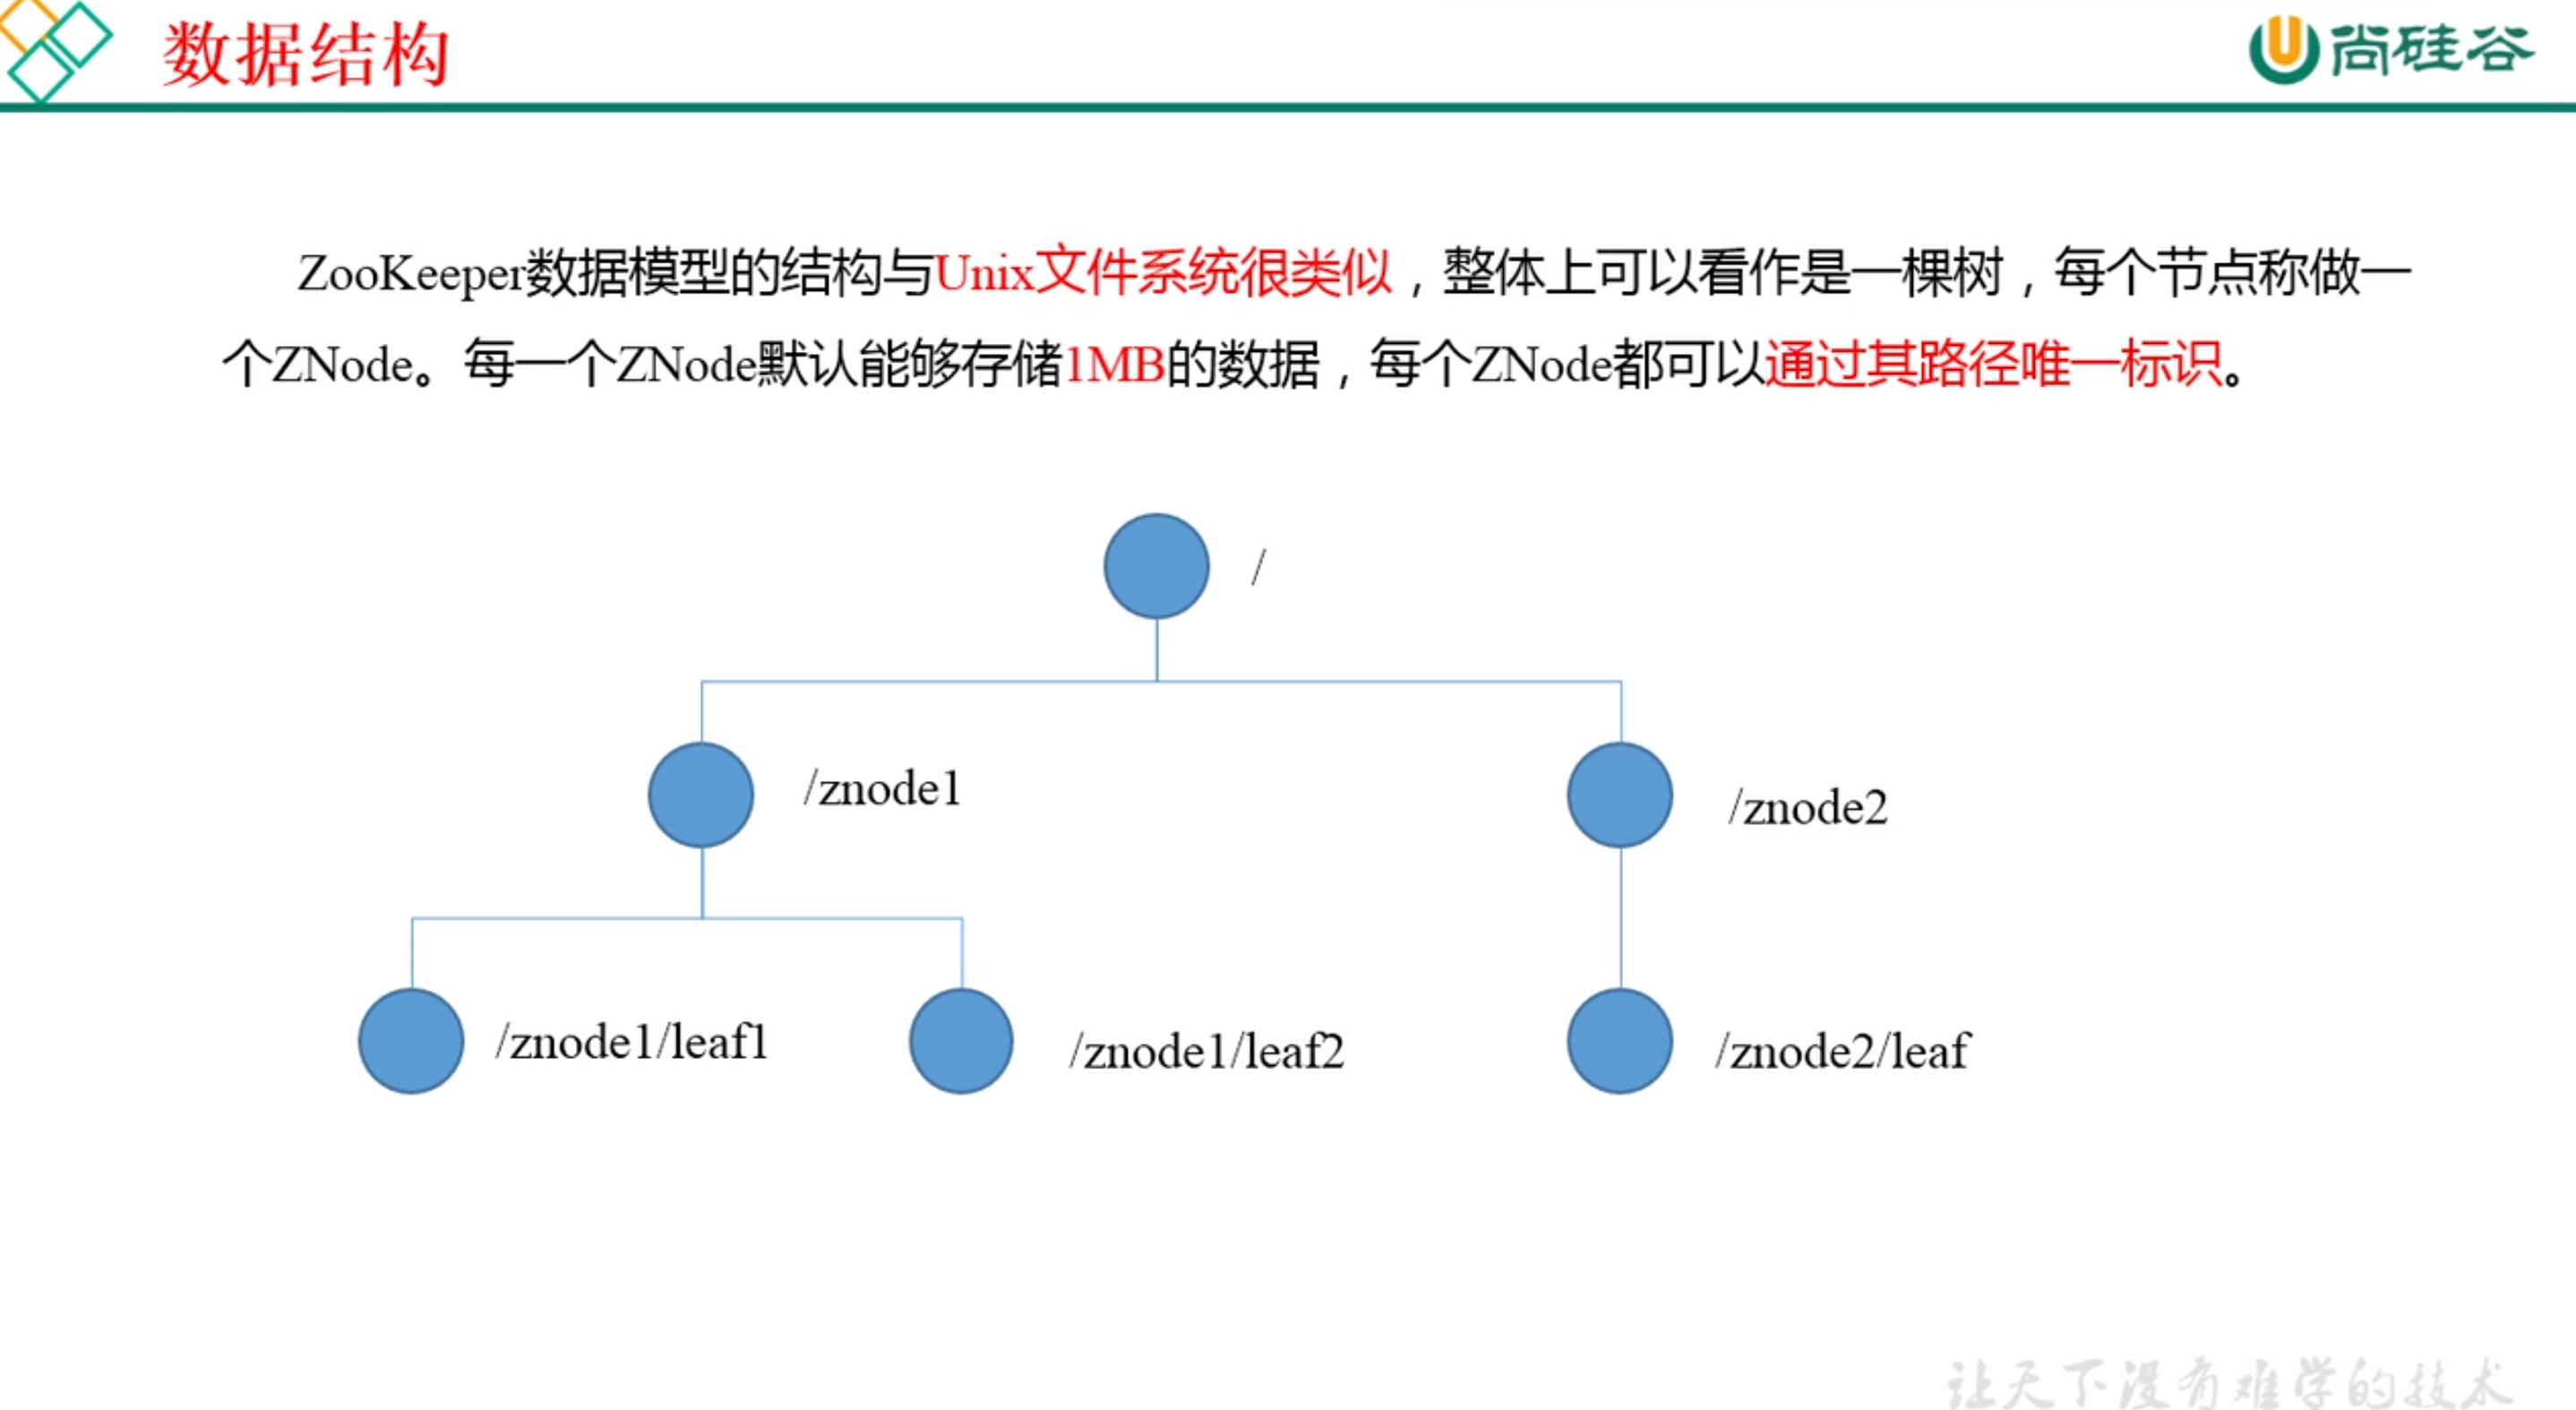 数据结构
尚硅谷
ZooKeeper数据模型的结构与Unix文件系统很类似，整体上可以看作是一棵树，每个节点称做一
个ZNode。每一个ZNode默认能够存储1MB的数据，每个ZNode都可以通过其路径唯一标识。
/
/znode1
/znode2
/znode1/leaf1
/znode1/leaf2
/znode2/leaf
让天下没有难学的技术